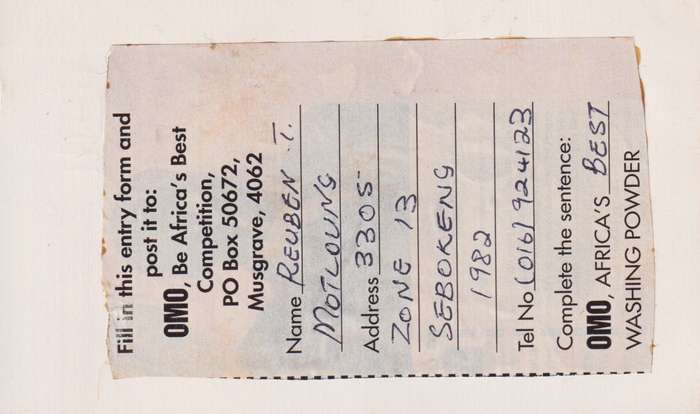 Fill in this entry form and
post it to:
OMO, Be Africa's Best
Competition,
PO Box 50672,
Musgrave, 4062
Name REUBEN .T.
MOTLOUNG
Address 3305
ZONE 13
SEBOKENG
1982
Tel No (016) 924123
Complete the sentence:
OMO, AFRICA'S BEST
WASHING POWDER